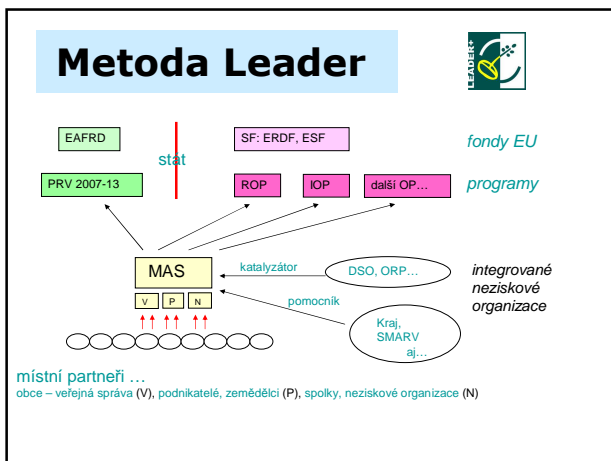 Metoda Leader
LEADER+
EAFRD
SF: ERDF, ESF
fondy EU
stát
PRV 2007-13
ROP
IOP
další OP…
programy
MAS
katalyzátor
DSO, ORP…
integrované
neziskové
organizace
V
P
N
pomocník
Kraj,
SMARV
aj…
místní partneři …
obce – veřejná správa (V), podnikatelé, zemědělci (P), spolky, neziskové organizace (N)